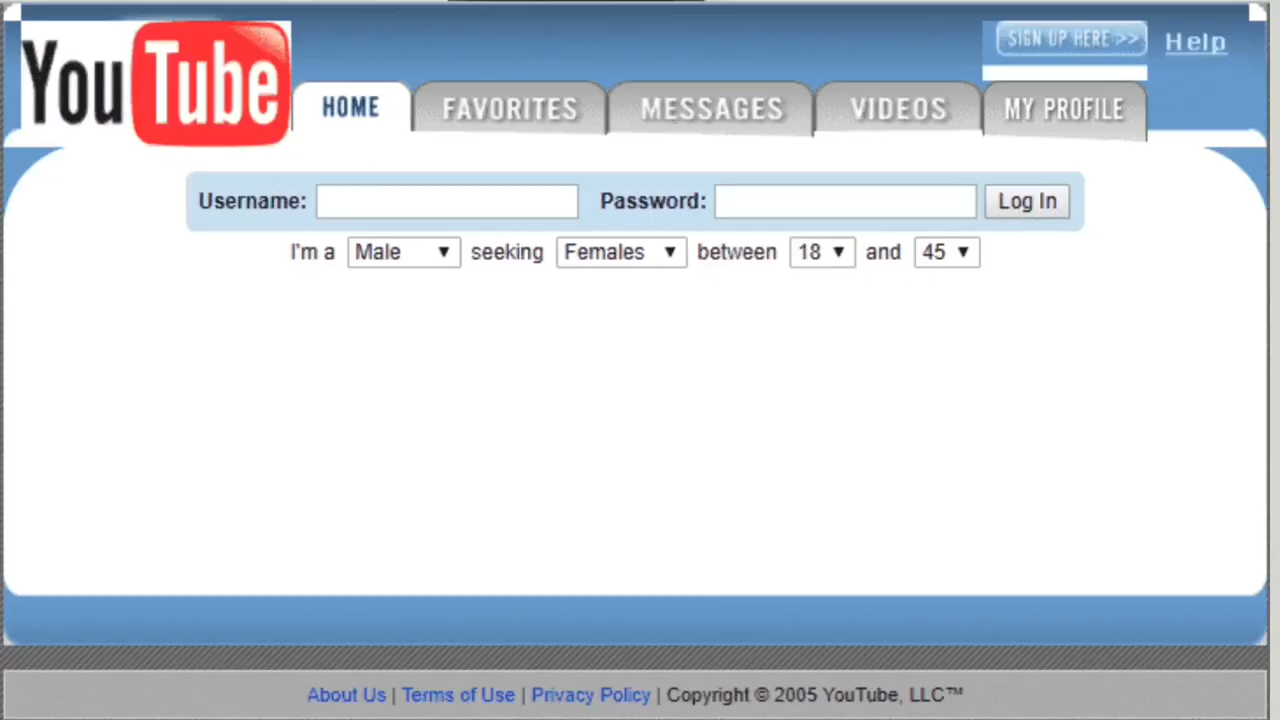 YouTube
SIGN UP HERE >> Help
HOME FAVORITES MESSAGES VIDEOS MY PROFILE
Username: Password: Log In
I'm a Male ▼ seeking Females ▼ between 18 ▼ and 45 ▼
About Us | Terms of Use | Privacy Policy | Copyright © 2005 YouTube, LLC™